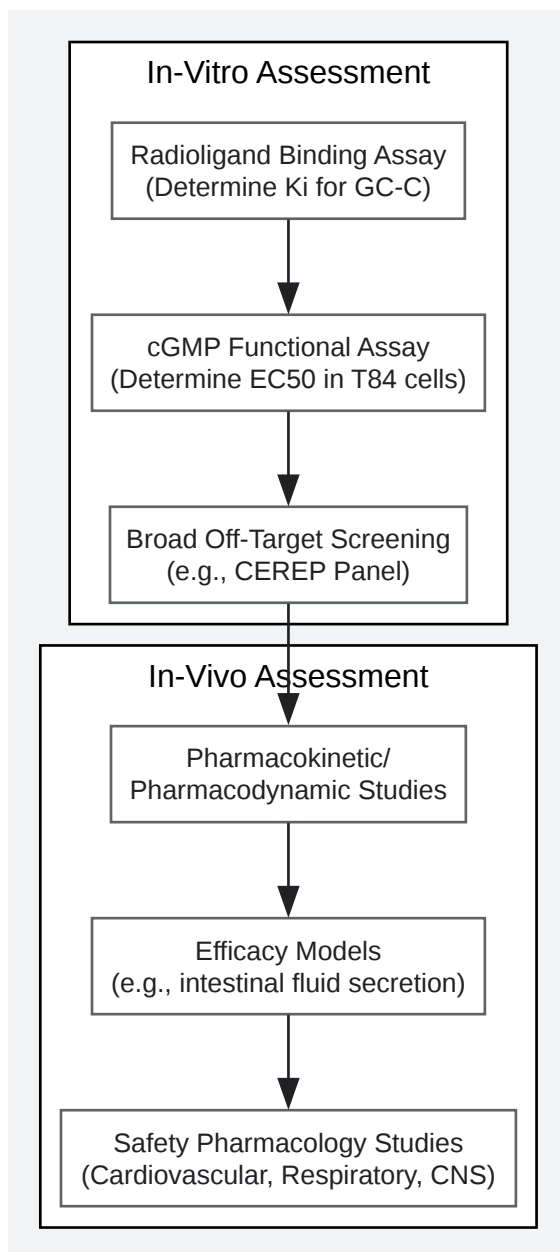 In-Vitro Assessment
Radioligand Binding Assay
(Determine Ki for GC-C)
cGMP Functional Assay
(Determine EC50 in T84 cells)
Broad Off-Target Screening
(e.g., CEREP Panel)
In-Vivo Assessment
Pharmacokinetic/
Pharmacodynamic Studies
Efficacy Models
(e.g., intestinal fluid secretion)
Safety Pharmacology Studies
(Cardiovascular, Respiratory, CNS)